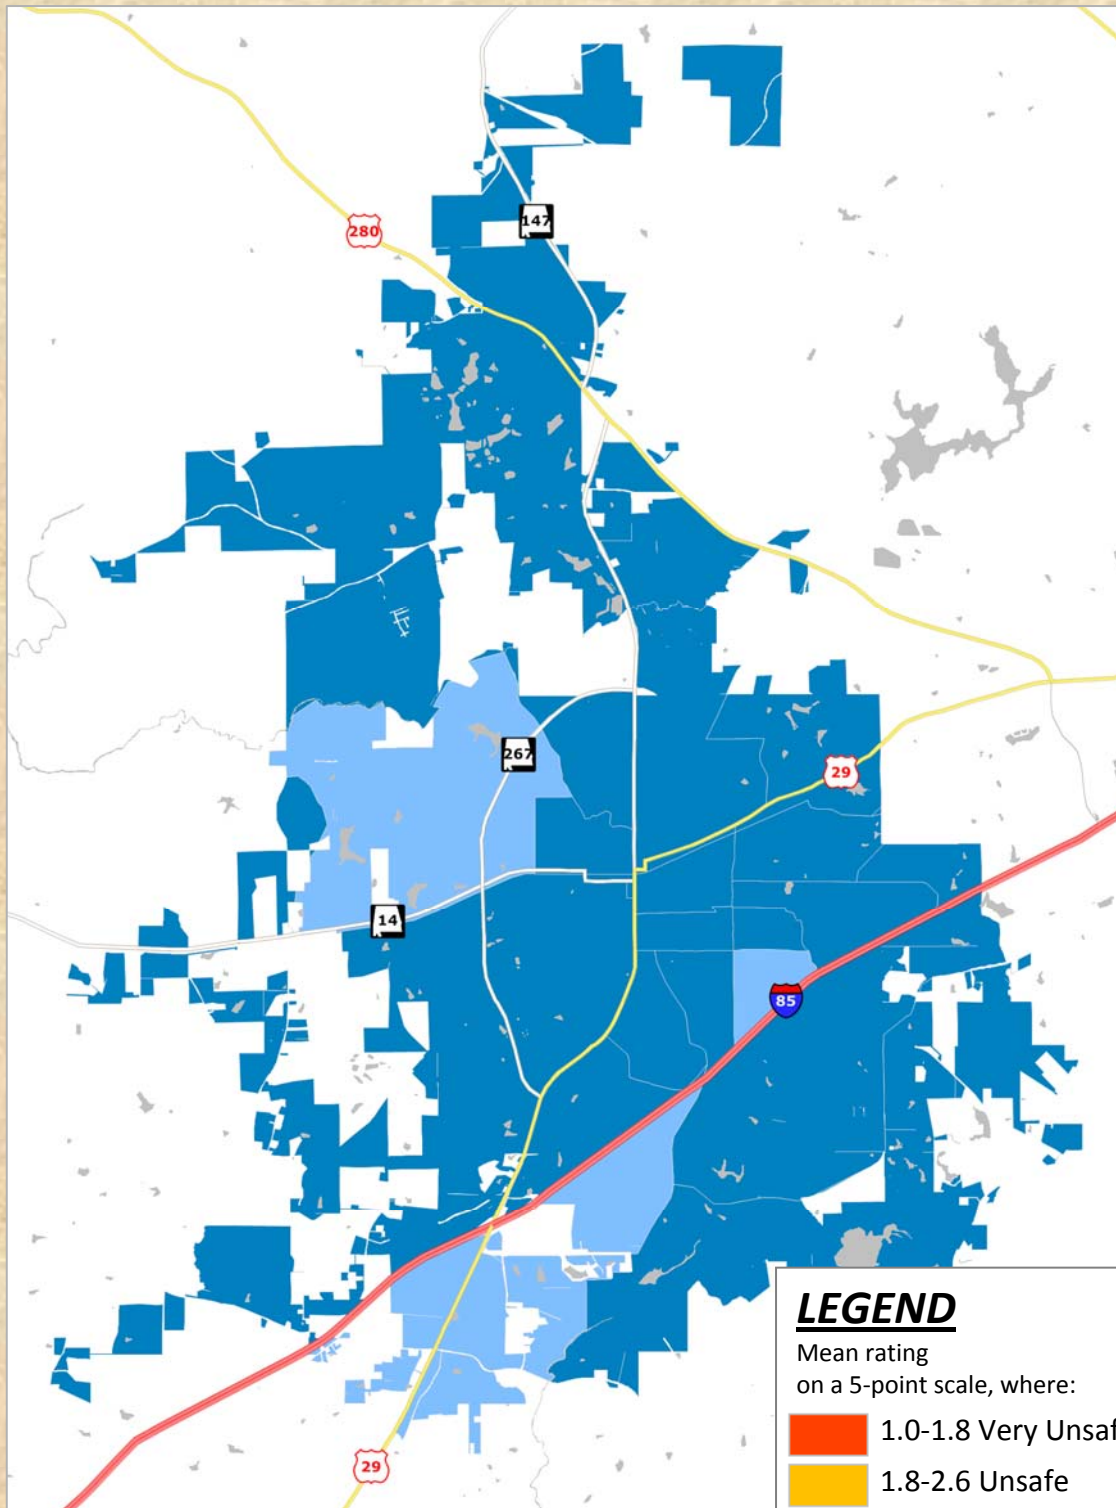 147
280
267
29
14
85
29
LEGEND
Mean rating
on a 5-point scale, where:
1.0-1.8 Very Unsaf
1.8-2.6 Unsafe